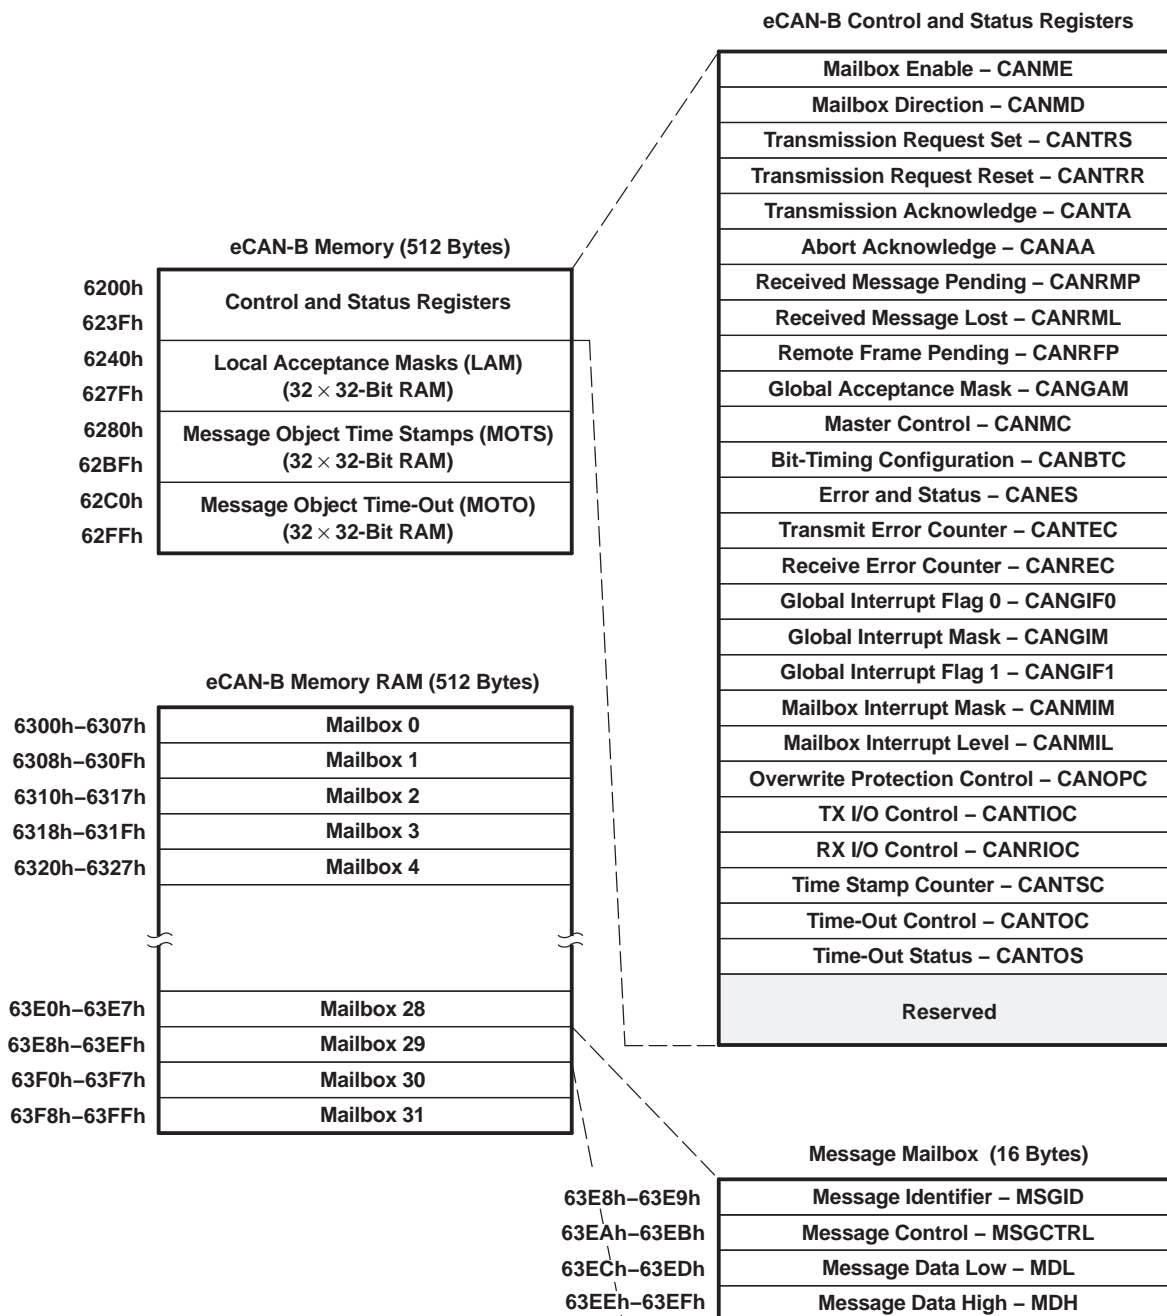 eCAN-B Control and Status Registers
Mailbox Enable – CANME
Mailbox Direction – CANMD
Transmission Request Set – CANTRS
Transmission Request Reset – CANTRR
Transmission Acknowledge – CANTA
Abort Acknowledge – CANAA
Received Message Pending – CANRMP
Received Message Lost – CANRML
Remote Frame Pending – CANRFP
Global Acceptance Mask – CANGAM
Master Control – CANMC
Bit-Timing Configuration – CANBTC
Error and Status – CANES
Transmit Error Counter – CANTEC
Receive Error Counter – CANREC
Global Interrupt Flag 0 – CANGIF0
Global Interrupt Mask – CANGIM
Global Interrupt Flag 1 – CANGIF1
Mailbox Interrupt Mask – CANMIM
Mailbox Interrupt Level – CANMIL
Overwrite Protection Control – CANOPC
TX I/O Control – CANTIOC
RX I/O Control – CANRIOC
Time Stamp Counter – CANTSC
Time-Out Control – CANTOC
Time-Out Status – CANTOS
Reserved
eCAN-B Memory (512 Bytes)
6200h
Control and Status Registers
623Fh
6240h
Local Acceptance Masks (LAM)
627Fh
(32 × 32-Bit RAM)
6280h
Message Object Time Stamps (MOTS)
62BFh
(32 × 32-Bit RAM)
62C0h
Message Object Time-Out (MOTO)
62FFh
(32 × 32-Bit RAM)
eCAN-B Memory RAM (512 Bytes)
6300h–6307h Mailbox 0
6308h–630Fh Mailbox 1
6310h–6317h Mailbox 2
6318h–631Fh Mailbox 3
6320h–6327h Mailbox 4
63E0h–63E7h Mailbox 28
63E8h–63EFh Mailbox 29
63F0h–63F7h Mailbox 30
63F8h–63FFh Mailbox 31
Message Mailbox (16 Bytes)
63E8h–63E9h Message Identifier – MSGID
63EAh–63EBh Message Control – MSGCTRL
63ECh–63EDh Message Data Low – MDL
63EEh–63EFh Message Data High – MDH